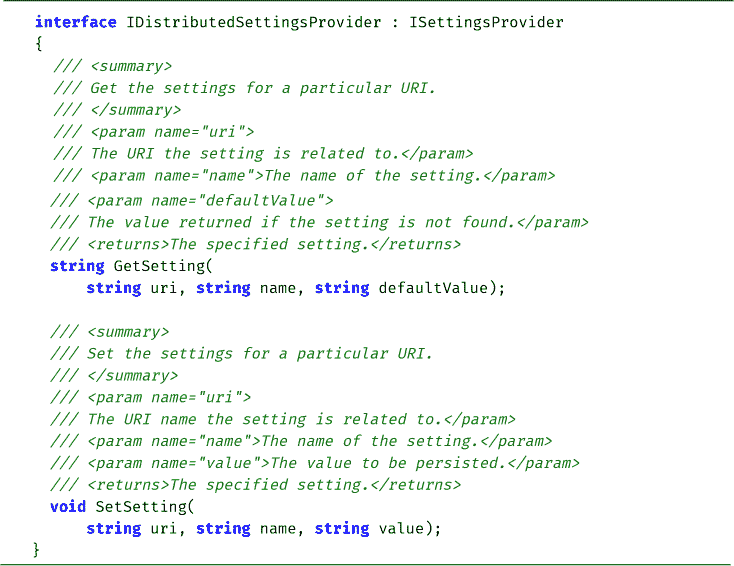 interface IDistributedSettingsProvider : ISettingsProvider
{
/// <summary>
/// Get the settings for a particular URI.
/// </summary>
/// <param name="uri">
/// The URI the setting is related to.</param>
/// <param name="name">The name of the setting.</param>
/// <param name="defaultValue">
/// The value returned if the setting is not found.</param>
/// <returns>The specified setting.</returns>
string GetSetting(
string uri, string name, string defaultValue);
/// <summary>
/// Set the settings for a particular URI.
/// </summary>
/// <param name="uri">
/// The URI name the setting is related to.</param>
/// <param name="name">The name of the setting.</param>
/// <param name="value">The value to be persisted.</param>
/// <returns>The specified setting.</returns>
void SetSetting(
string uri, string name, string value);
}